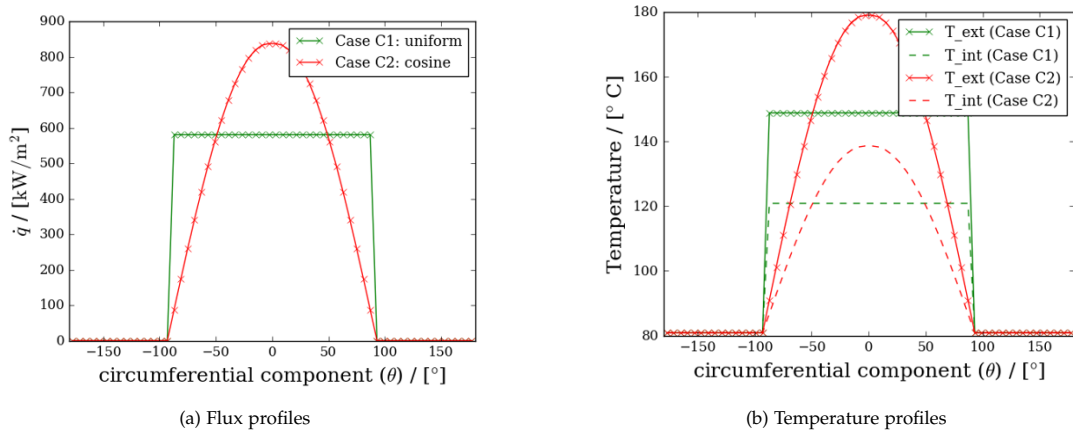 900
800
700
600
500
400
300
200
100
0
q̇ / [kW/m²]
Case C1: uniform
Case C2: cosine
−150 −100 −50 0 50 100 150
circumferential component (θ) / [°]
(a) Flux profiles
180
160
140
120
100
80
Temperature / [° C]
T_ext (Case C1)
T_int (Case C1)
T_ext (Case C2)
T_int (Case C2)
−150 −100 −50 0 50 100 150
circumferential component (θ) / [°]
(b) Temperature profiles